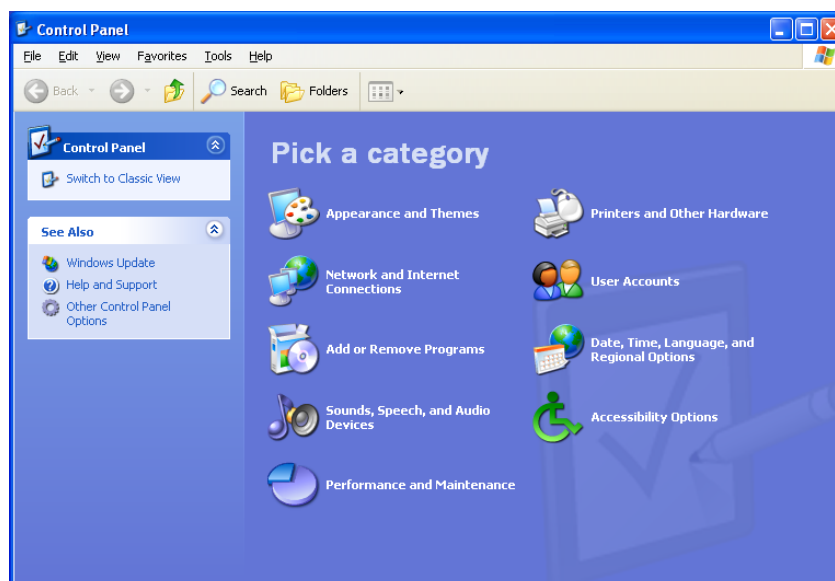 Control Panel
File Edit View Favorites Tools Help
Back Search Folders
Control Panel
Switch to Classic View
See Also
Windows Update
Help and Support
Other Control Panel
Options
Pick a category
Appearance and Themes
Printers and Other Hardware
Network and Internet
Connections
User Accounts
Add or Remove Programs
Date, Time, Language, and
Regional Options
Sounds, Speech, and Audio
Devices
Accessibility Options
Performance and Maintenance